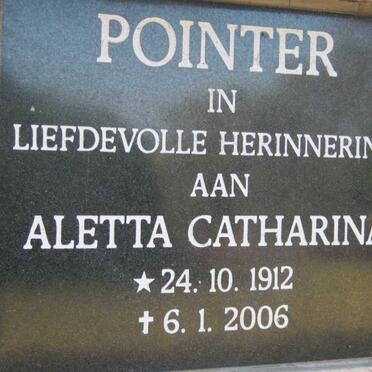 POINTER
IN
LIEFDEVOLLE HERINNERIN
AAN
ALETTA CATHARINA
★ 24. 10. 1912
✝ 6. 1. 2006